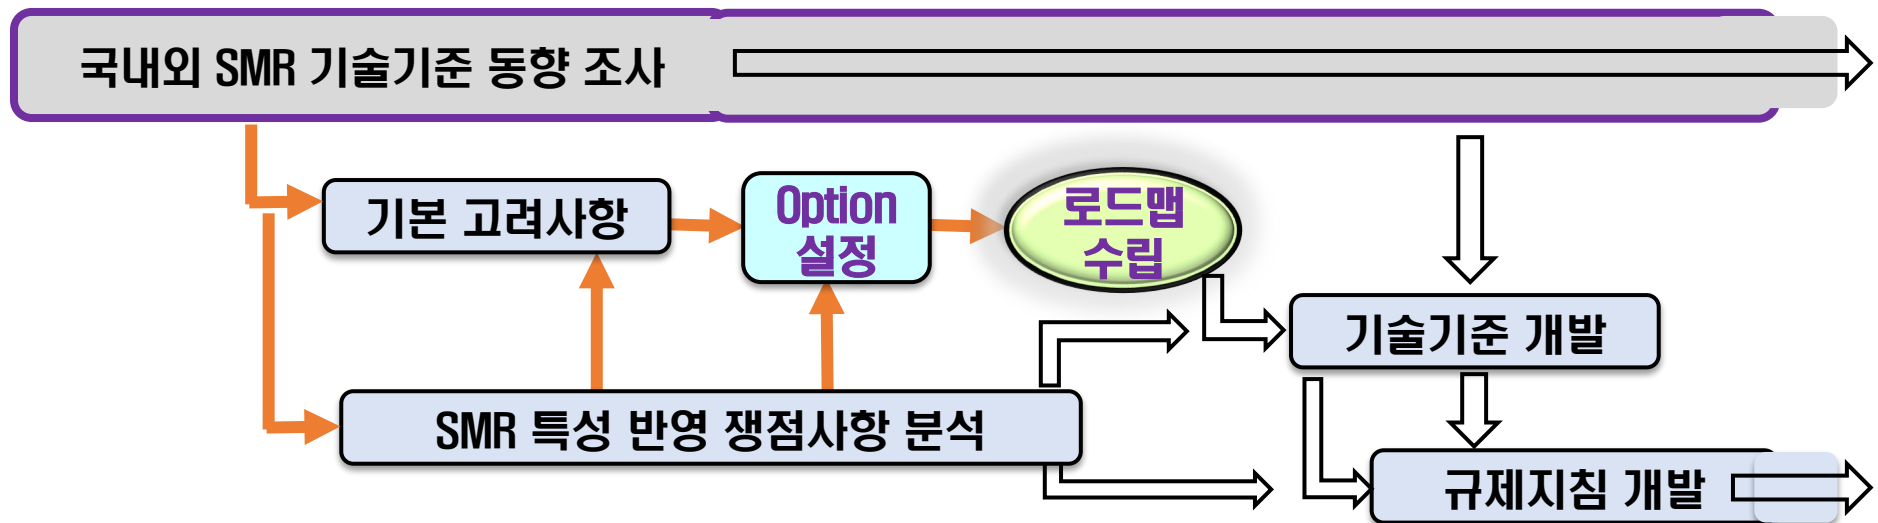 국내외 SMR 기술기준 동향 조사
기본 고려사항
Option
설정
로드맵
수립
기술기준 개발
SMR 특성 반영 쟁점사항 분석
규제지침 개발